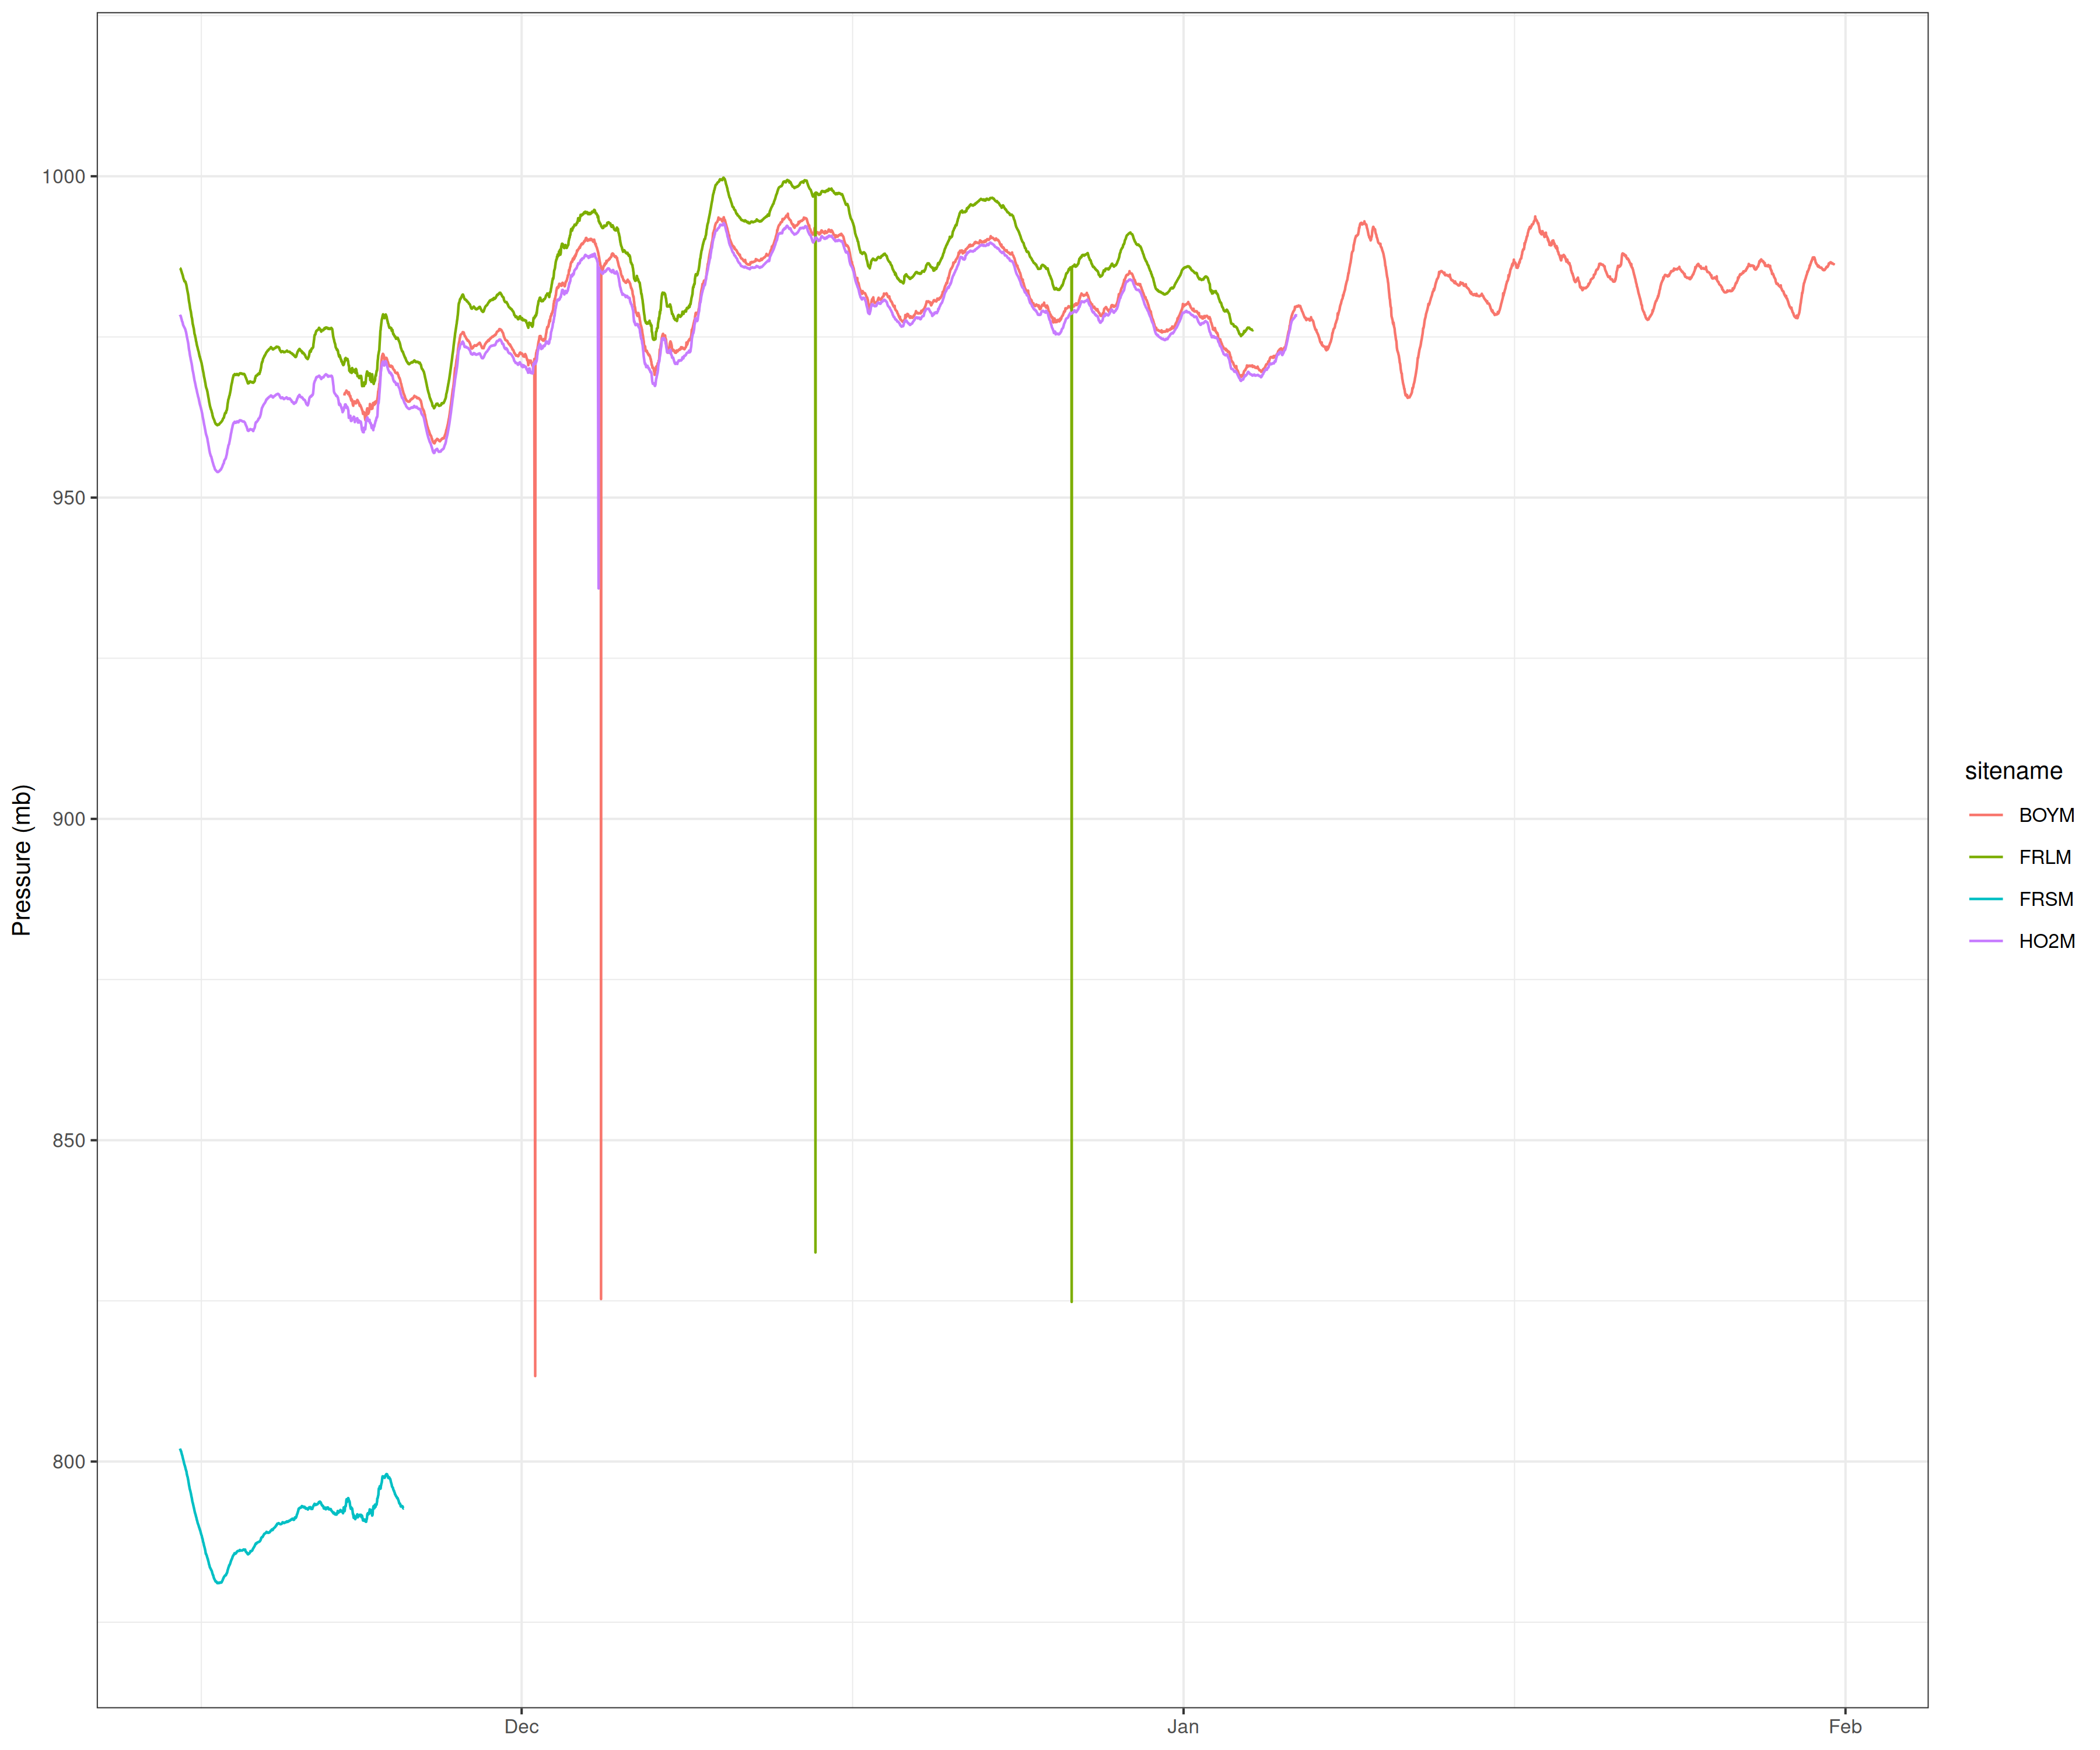 1000
950
900
850
800
Pressure (mb)
Dec
Jan
Feb
sitename
BOYM
FRLM
FRSM
HO2M